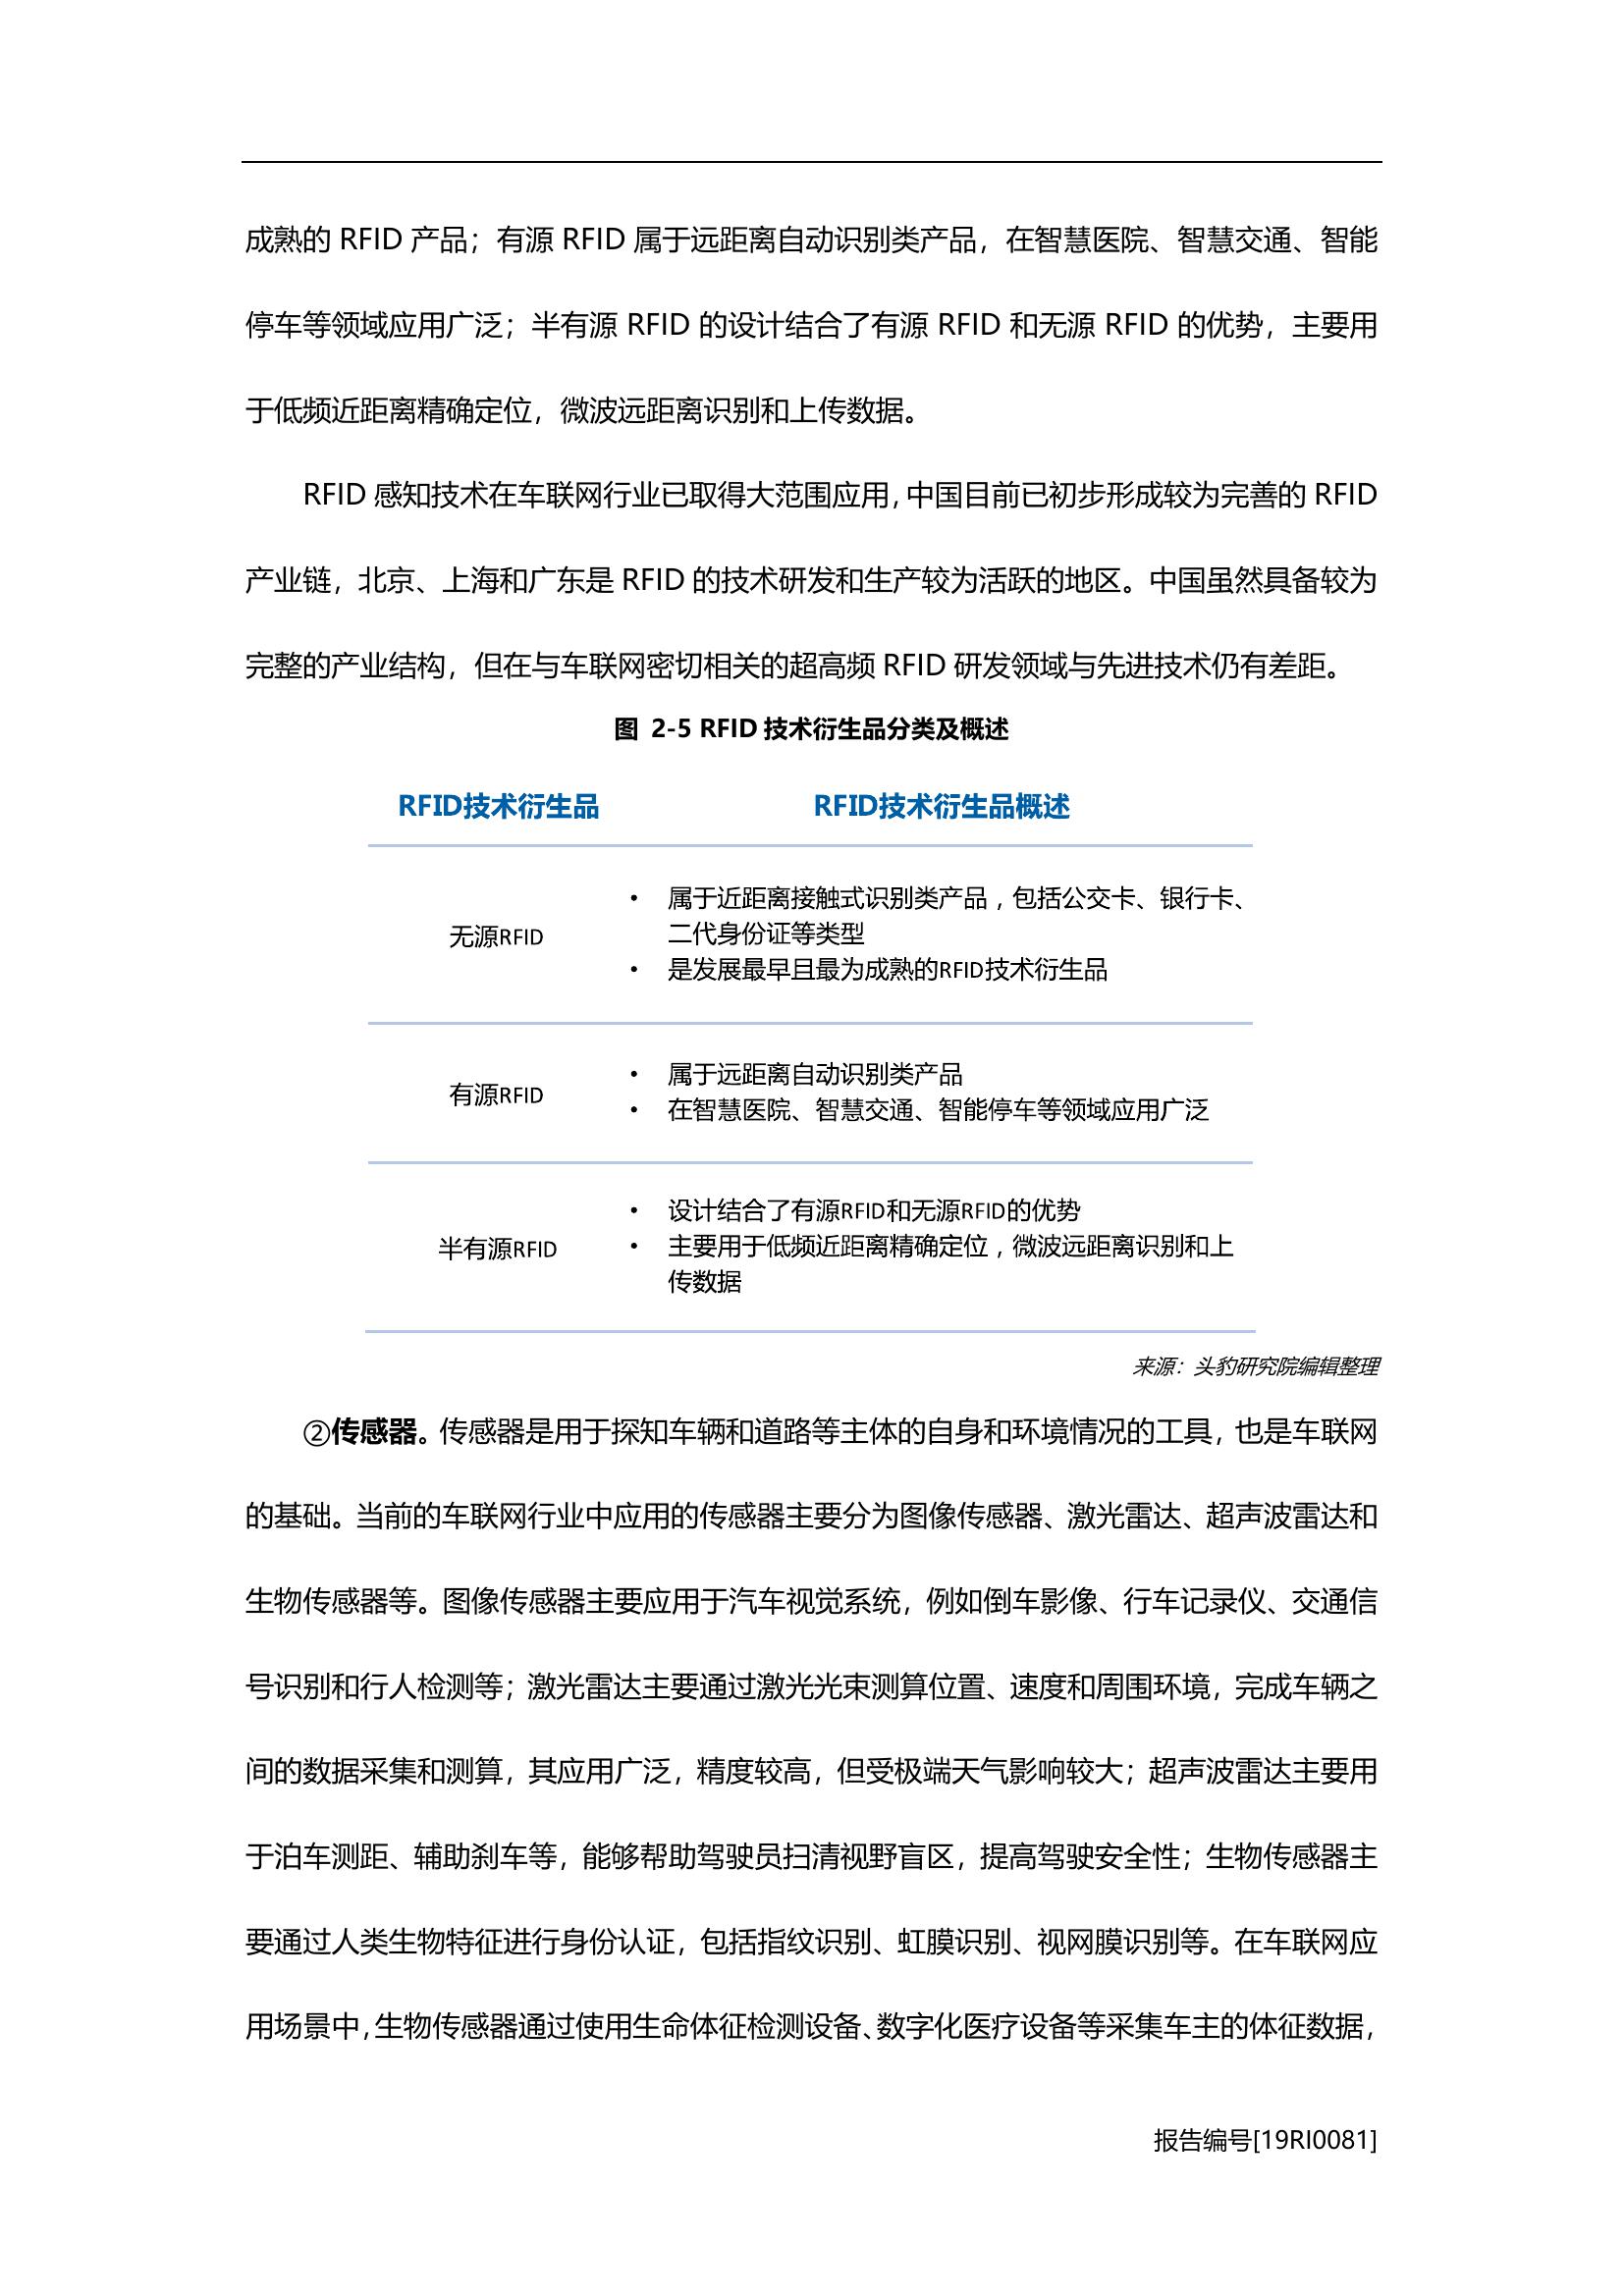 成熟的 RFID 产品；有源 RFID 属于远距离自动识别类产品，在智慧医院、智慧交通、智能
停车等领域应用广泛；半有源 RFID 的设计结合了有源 RFID 和无源 RFID 的优势，主要用
于低频近距离精确定位，微波远距离识别和上传数据。
RFID 感知技术在车联网行业已取得大范围应用，中国目前已初步形成较为完善的 RFID
产业链，北京、上海和广东是 RFID 的技术研发和生产较为活跃的地区。中国虽然具备较为
完整的产业结构，但在与车联网密切相关的超高频 RFID 研发领域与先进技术仍有差距。
图 2-5 RFID 技术衍生品分类及概述
RFID技术衍生品 RFID技术衍生品概述
无源RFID
• 属于近距离接触式识别类产品，包括公交卡、银行卡、
二代身份证等类型
• 是发展最早且最为成熟的RFID技术衍生品
有源RFID
• 属于远距离自动识别类产品
• 在智慧医院、智慧交通、智能停车等领域应用广泛
半有源RFID
• 设计结合了有源RFID和无源RFID的优势
• 主要用于低频近距离精确定位，微波远距离识别和上
传数据
来源：头豹研究院编辑整理
②传感器。传感器是用于探知车辆和道路等主体的自身和环境情况的工具，也是车联网
的基础。当前的车联网行业中应用的传感器主要分为图像传感器、激光雷达、超声波雷达和
生物传感器等。图像传感器主要应用于汽车视觉系统，例如倒车影像、行车记录仪、交通信
号识别和行人检测等；激光雷达主要通过激光光束测算位置、速度和周围环境，完成车辆之
间的数据采集和测算，其应用广泛，精度较高，但受极端天气影响较大；超声波雷达主要用
于泊车测距、辅助刹车等，能够帮助驾驶员扫清视野盲区，提高驾驶安全性；生物传感器主
要通过人类生物特征进行身份认证，包括指纹识别、虹膜识别、视网膜识别等。在车联网应
用场景中，生物传感器通过使用生命体征检测设备、数字化医疗设备等采集车主的体征数据，
报告编号[19RI0081]